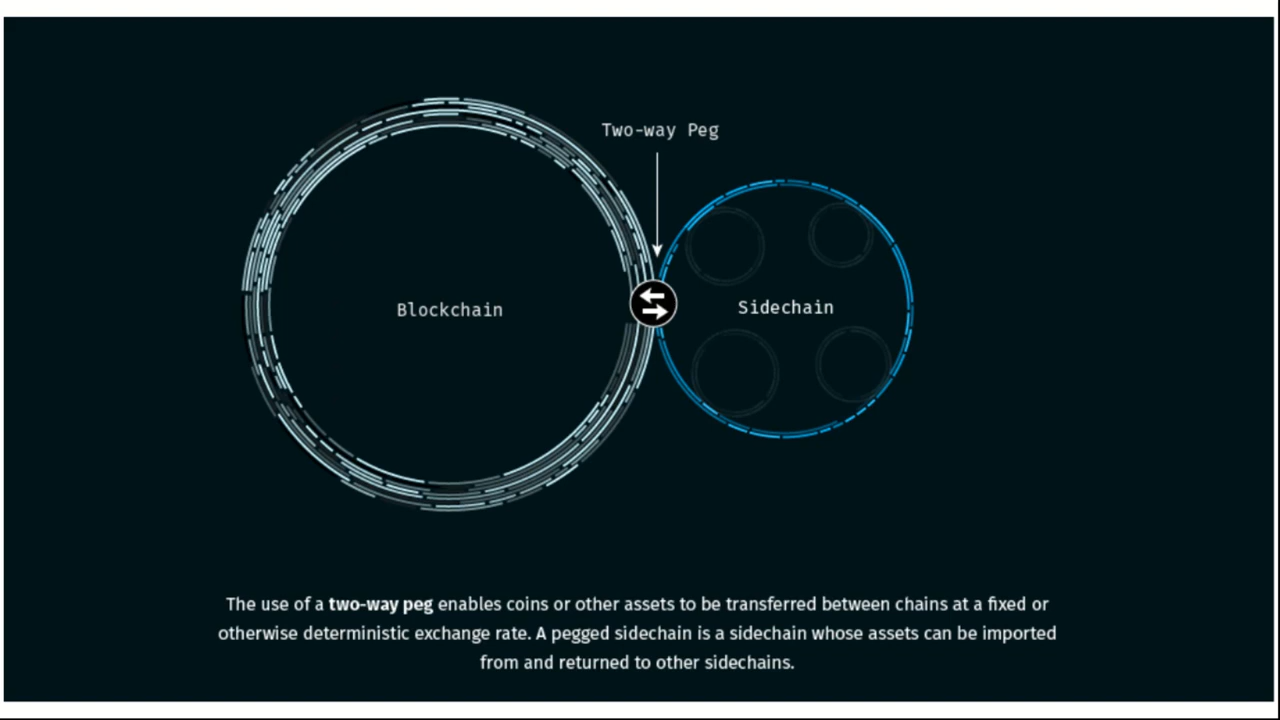 Two-way Peg
Blockchain
Sidechain
The use of a two-way peg enables coins or other assets to be transferred between chains at a fixed or
otherwise deterministic exchange rate. A pegged sidechain is a sidechain whose assets can be imported
from and returned to other sidechains.